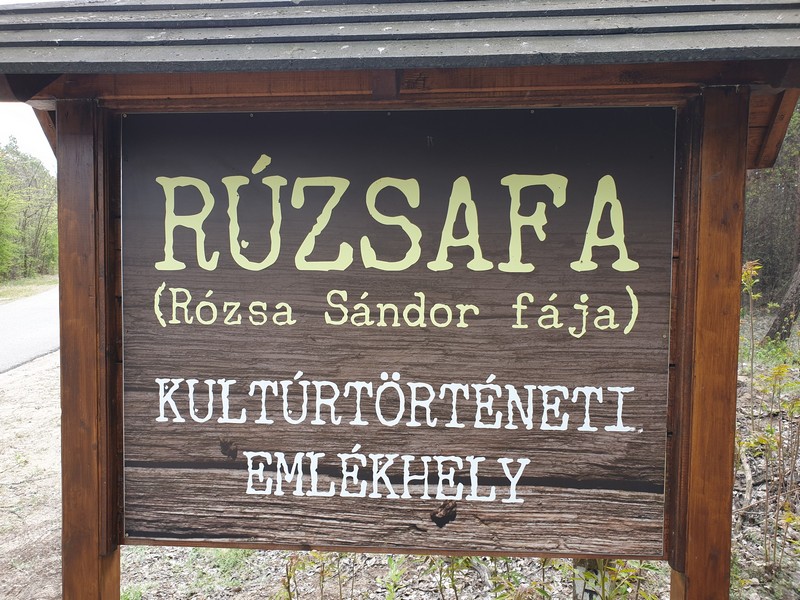 RÚZSAFA
(Rózsa Sándor fája)
KULTÚRTÖRTÉNETI
EMLÉKHELY